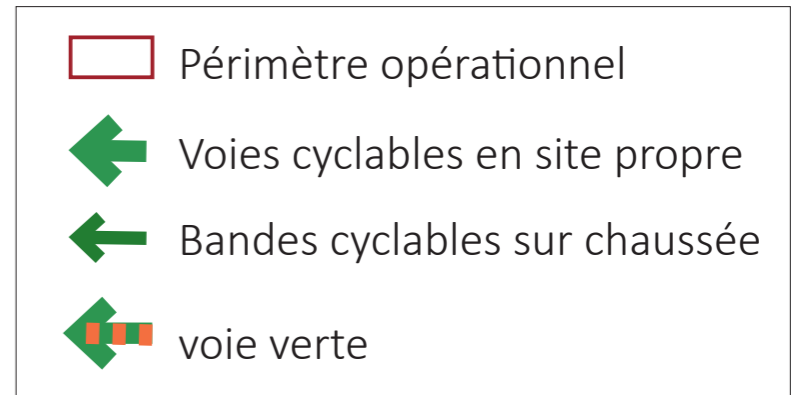 Périmètre opérationnel
Voies cyclables en site propre
Bandes cyclables sur chaussée
voie verte